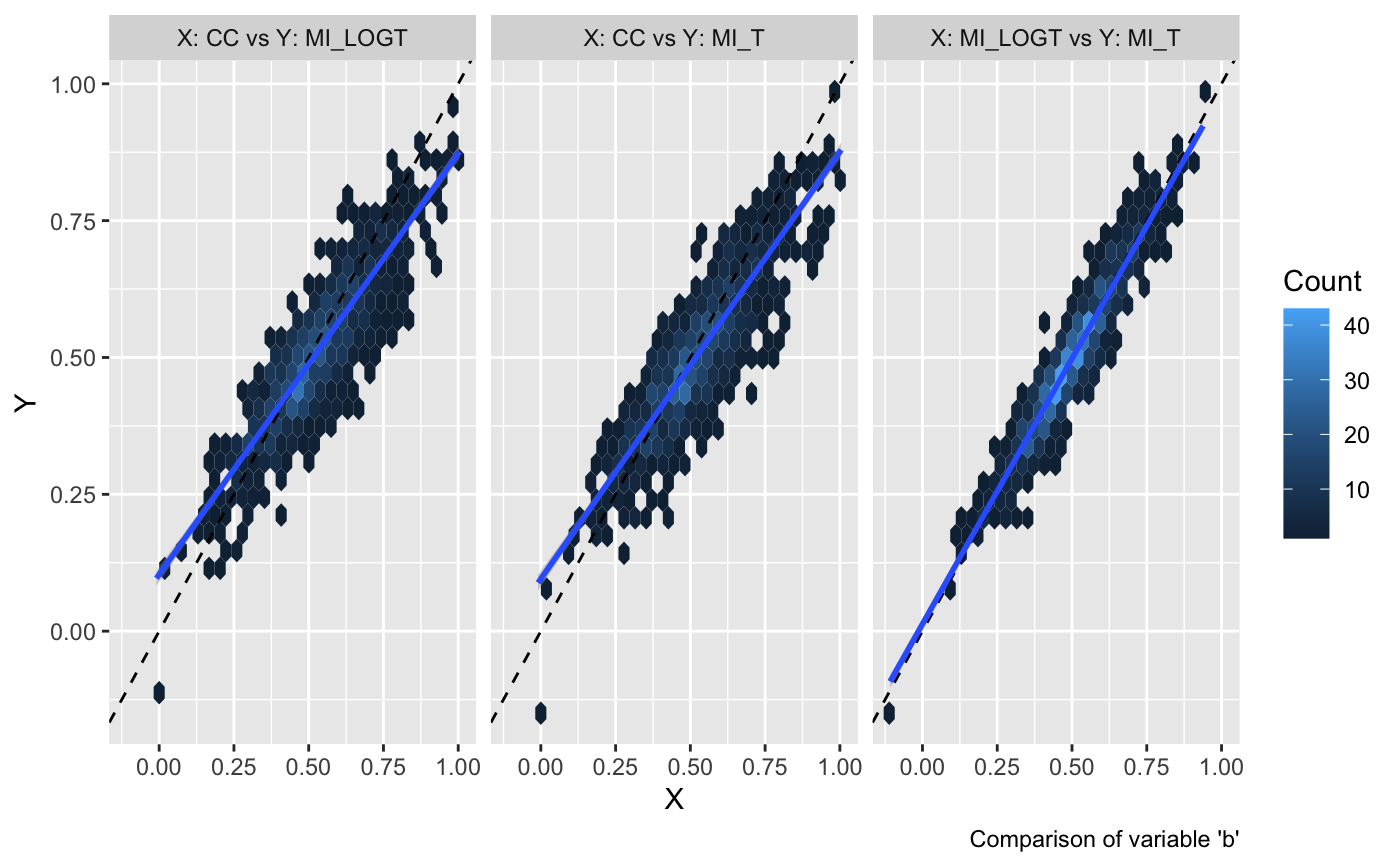 X: CC vs Y: MI_LOGT
X: CC vs Y: MI_T
X: MI_LOGT vs Y: MI_T
1.00
0.75
0.50
0.25
0.00
Y
0.00 0.25 0.50 0.75 1.00
0.00 0.25 0.50 0.75 1.00
0.00 0.25 0.50 0.75 1.00
X
Count
40
30
20
10
Comparison of variable 'b'